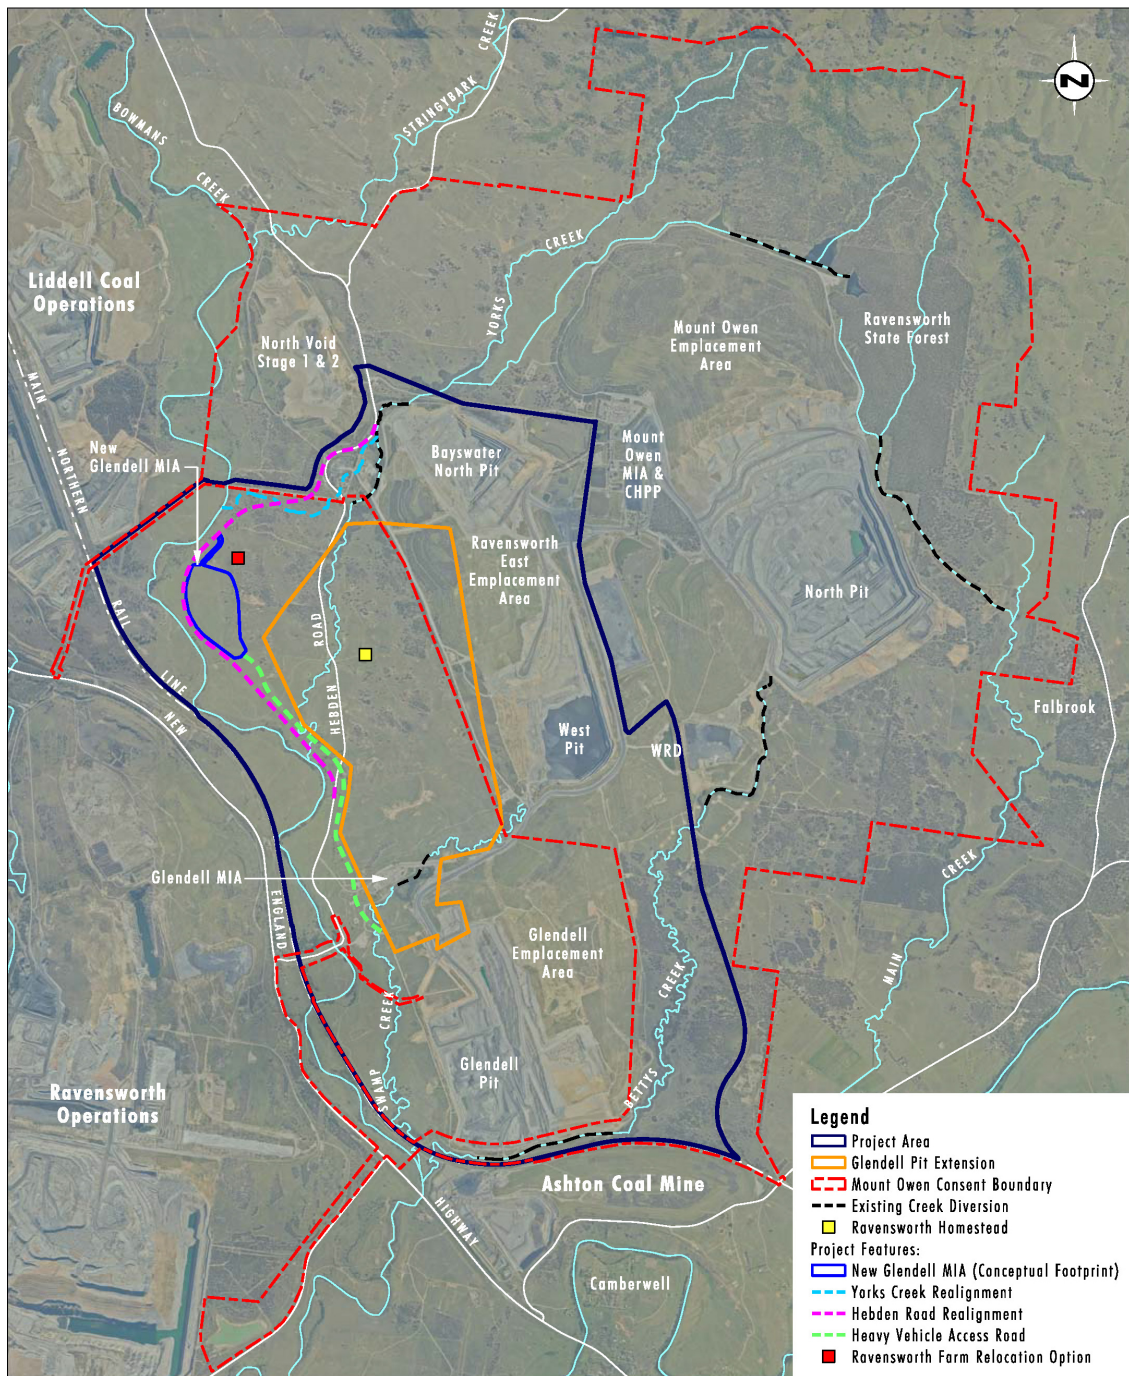 N
BOWMANS
CREEK
STRINGYBARK
CREEK
YORKS
CREEK
Liddell Coal
Operations
North Void
Stage 1 & 2
Mount Owen
Emplacement
Area
Ravensworth
State Forest
MAIN
NORTHERN
RAIL
LINE
New
Glendell MIA
Bayswater
North Pit
Mount
Owen
MIA &
CHPP
Ravensworth
East
Emplacement
Area
North Pit
HEBDEN
ROAD
NEW
ENGLAND
HIGHWAY
West
Pit
WRD
Falbrook
Glendell MIA
Glendell
Emplacement
Area
MAIN
CREEK
BETTYS
CREEK
SWAMP
CREEK
Glendell
Pit
Ravensworth
Operations
Ashton Coal Mine
Camberwell
Legend
Project Area
Glendell Pit Extension
Mount Owen Consent Boundary
Existing Creek Diversion
Ravensworth Homestead
Project Features:
New Glendell MIA (Conceptual Footprint)
Yorks Creek Realignment
Hebden Road Realignment
Heavy Vehicle Access Road
Ravensworth Farm Relocation Option